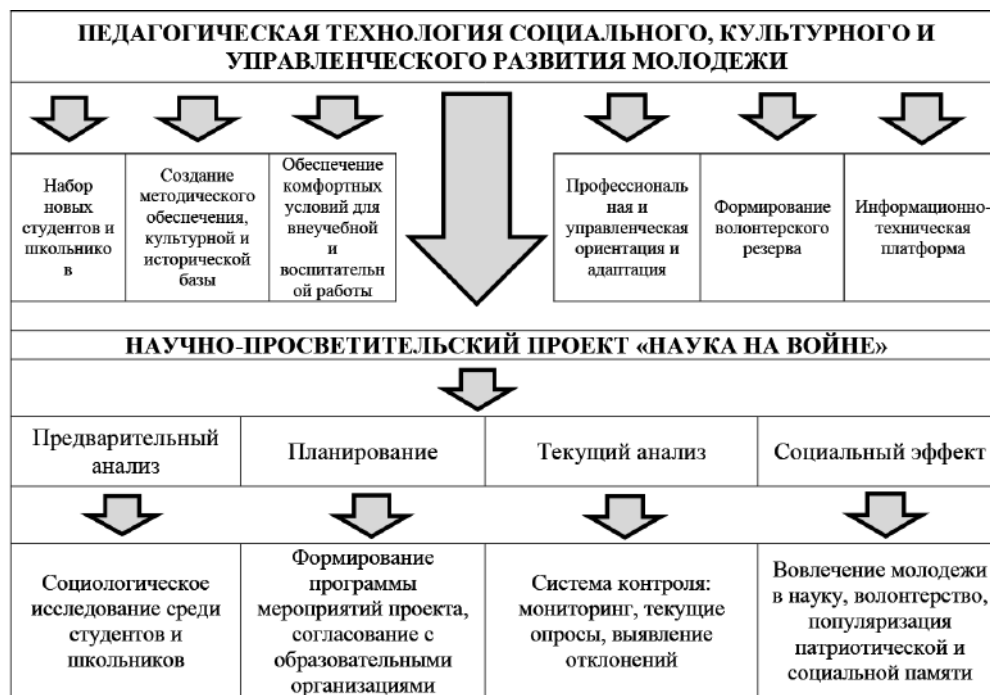 ПЕДАГОГИЧЕСКАЯ ТЕХНОЛОГИЯ СОЦИАЛЬНОГО, КУЛЬТУРНОГО И
УПРАВЛЕНЧЕСКОГО РАЗВИТИЯ МОЛОДЕЖИ
Набор
новых
студентов и
школьнико
в
Создание
методического
обеспечения,
культурной и
исторической
базы
Обеспечение
комфортных
условий для
внеучебной
и
воспитательн
ой работы
Профессиональ
ная и
управленческая
ориентация и
адаптация
Формирование
волонтерского
резерва
Информационно-
техническая
платформа
НАУЧНО-ПРОСВЕТИТЕЛЬСКИЙ ПРОЕКТ «НАУКА НА ВОЙНЕ»
Предварительный
анализ
Планирование
Текущий анализ
Социальный эффект
Социологическое
исследование среди
студентов и
школьников
Формирование
программы
мероприятий проекта,
согласование с
образовательными
организациями
Система контроля:
мониторинг, текущие
опросы, выявление
отклонений
Вовлечение молодежи
в науку, волонтерство,
популяризация
патриотической и
социальной памяти